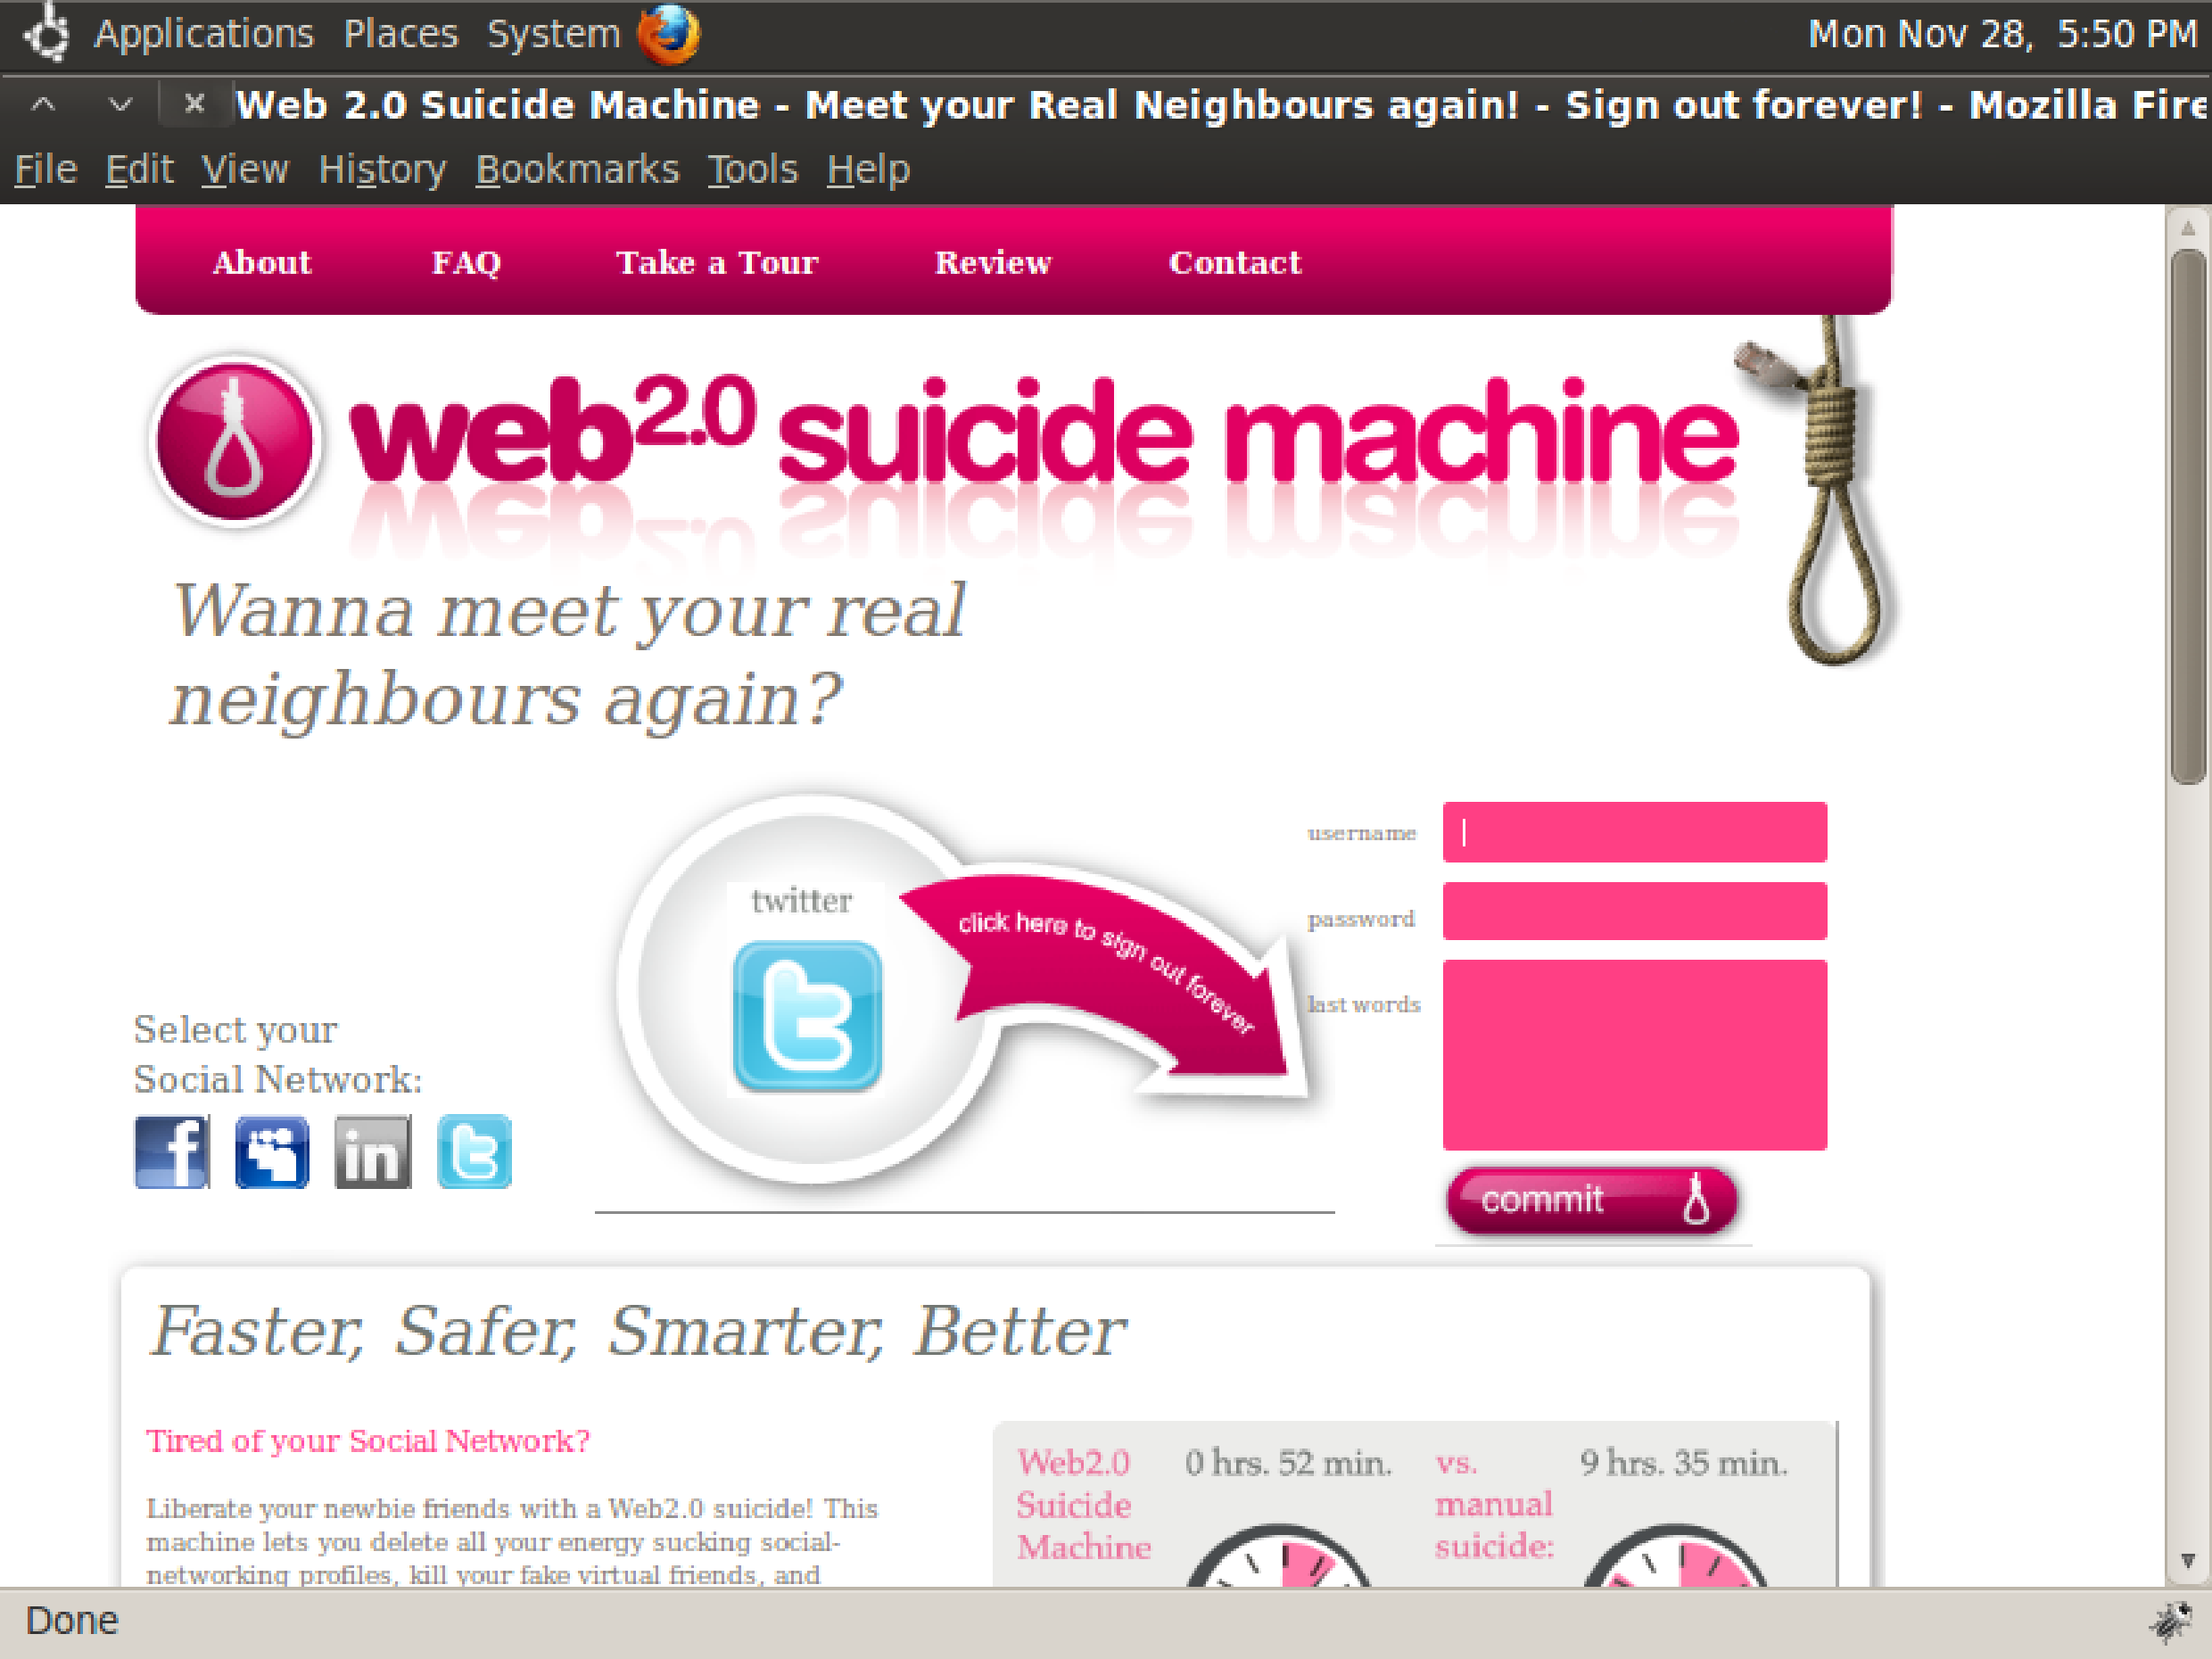 Applications Places System Mon Nov 28, 5:50 PM
Web 2.0 Suicide Machine - Meet your Real Neighbours again! - Sign out forever! - Mozilla Fire
File Edit View History Bookmarks Tools Help
About FAQ Take a Tour Review Contact
web2.0 suicide machine
Wanna meet your real
neighbours again?
twitter
click here to sign out forever
username
password
last words
Select your
Social Network:
f
in
t
commit
Faster, Safer, Smarter, Better
Tired of your Social Network?
Liberate your newbie friends with a Web2.0 suicide! This
machine lets you delete all your energy sucking social-
networking profiles, kill your fake virtual friends, and
Web2.0
Suicide
Machine
0 hrs. 52 min.
vs.
manual
suicide:
9 hrs. 35 min.
Done